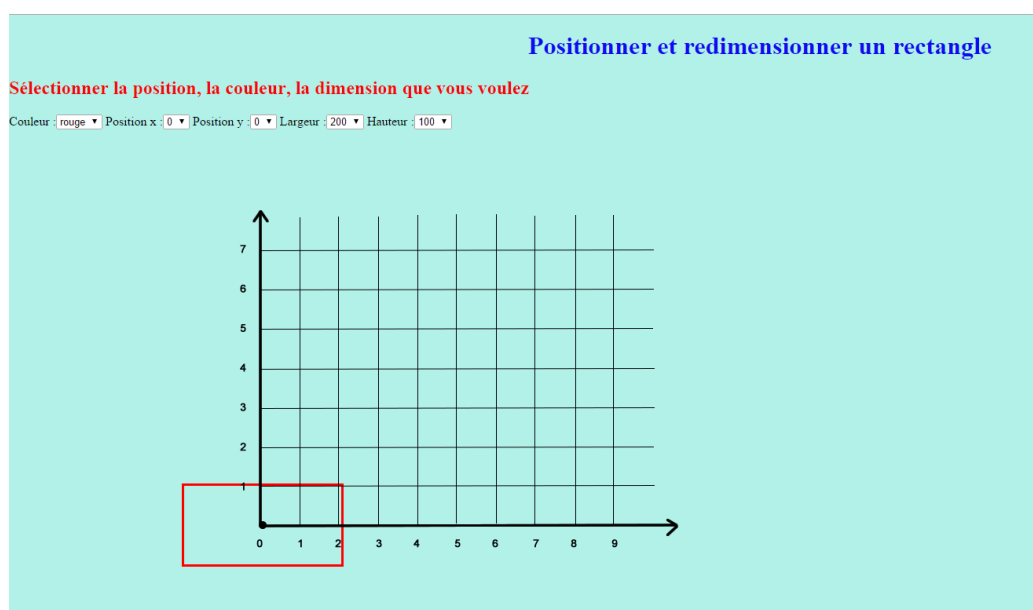 Positionner et redimensionner un rectangle
Sélectionner la position, la couleur, la dimension que vous voulez
Couleur : rouge Position x : 0 Position y : 0 Largeur : 200 Hauteur : 100
7
6
5
4
3
2
1
0 1 2 3 4 5 6 7 8 9